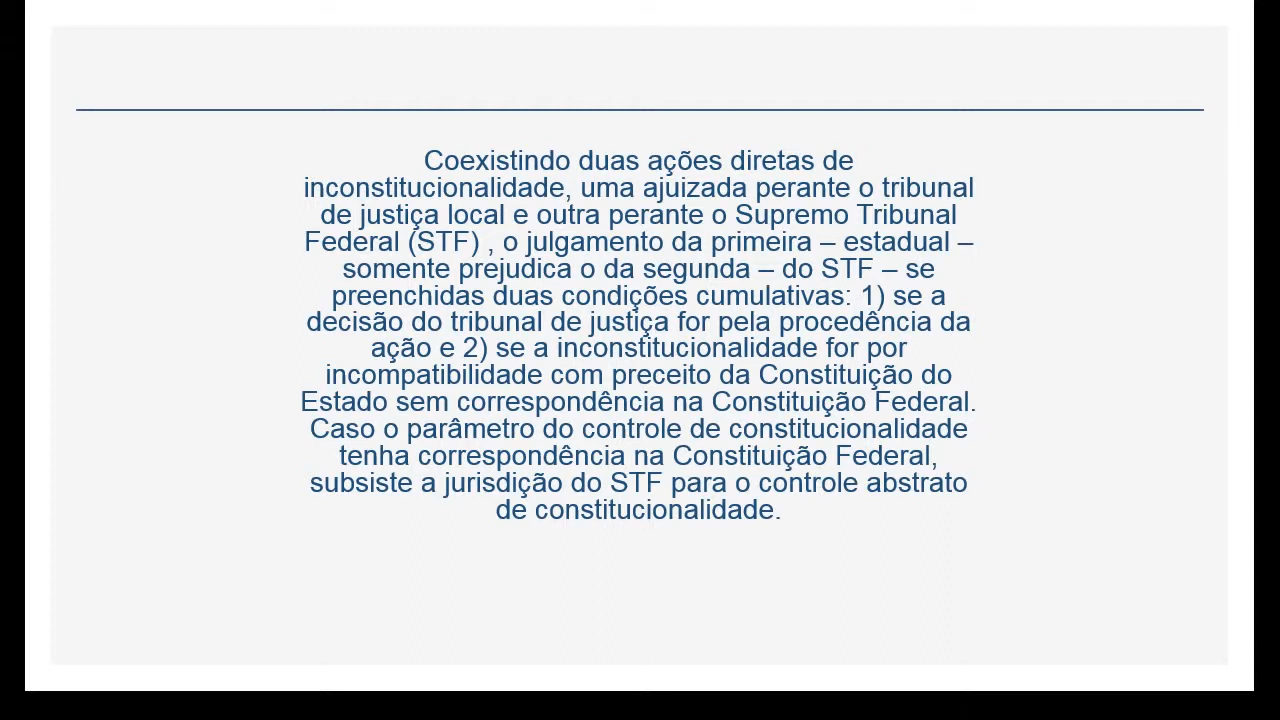 Coexistindo duas ações diretas de
inconstitucionalidade, uma ajuizada perante o tribunal
de justiça local e outra perante o Supremo Tribunal
Federal (STF) , o julgamento da primeira – estadual –
somente prejudica o da segunda – do STF – se
preenchidas duas condições cumulativas: 1) se a
decisão do tribunal de justiça for pela procedência da
ação e 2) se a inconstitucionalidade for por
incompatibilidade com preceito da Constituição do
Estado sem correspondência na Constituição Federal.
Caso o parâmetro do controle de constitucionalidade
tenha correspondência na Constituição Federal,
subsiste a jurisdição do STF para o controle abstrato
de constitucionalidade.